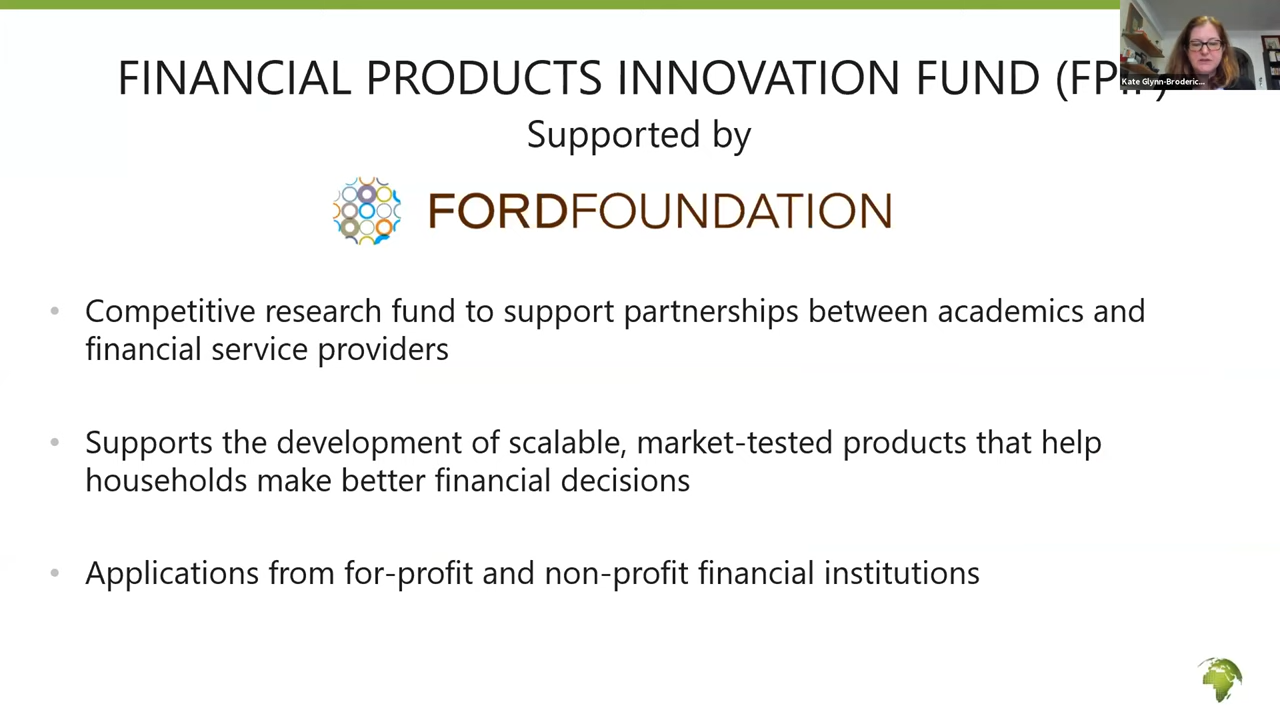 FINANCIAL PRODUCTS INNOVATION FUND
Supported by
FORDFOUNDATION
• Competitive research fund to support partnerships between academics and
financial service providers
• Supports the development of scalable, market-tested products that help
households make better financial decisions
• Applications from for-profit and non-profit financial institutions
Kate Glynn-Broderic...